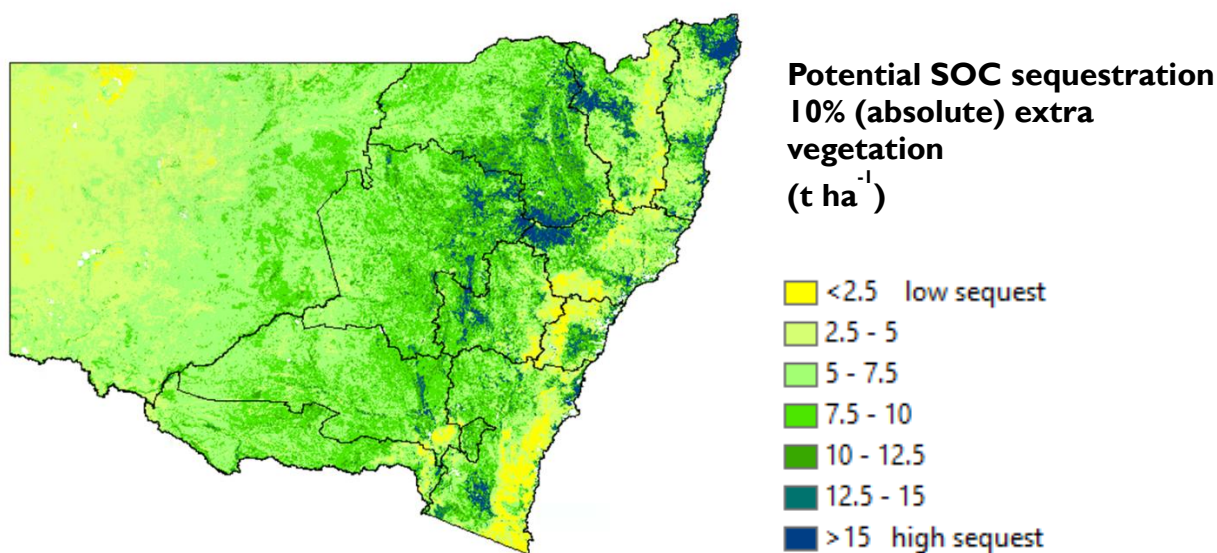 Potential SOC sequestration
10% (absolute) extra
vegetation
(t ha⁻¹)
<2.5 low sequest
2.5 - 5
5 - 7.5
7.5 - 10
10 - 12.5
12.5 - 15
>15 high sequest